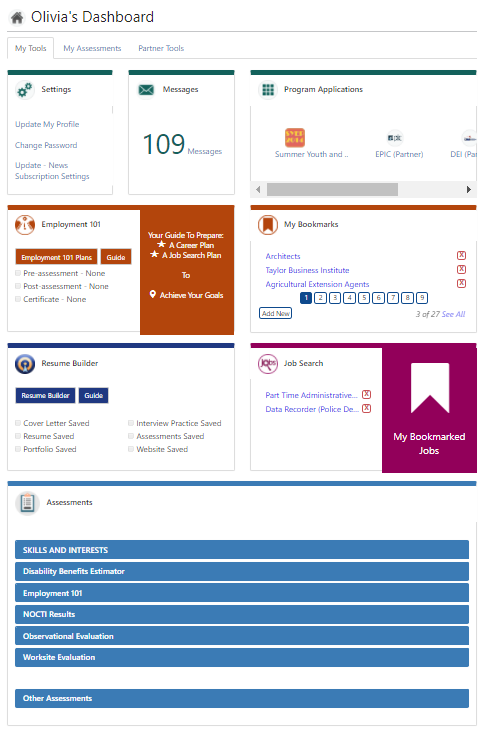 Olivia's Dashboard
My Tools
My Assessments
Partner Tools
Settings
Update My Profile
Change Password
Update - News
Subscription Settings
Messages
109 Messages
Program Applications
Summer Youth and ..
EPIC (Partner)
DEI (Par
Employment 101
Employment 101 Plans
Guide
Pre-assessment - None
Post-assessment - None
Certificate - None
Your Guide To Prepare:
A Career Plan
A Job Search Plan
To
Achieve Your Goals
My Bookmarks
Architects X
Taylor Business Institute X
Agricultural Extension Agents X
1 2 3 4 5 6 7 8 9
Add New
3 of 27 See All
Resume Builder
Resume Builder
Guide
Cover Letter Saved
Resume Saved
Portfolio Saved
Interview Practice Saved
Assessments Saved
Website Saved
Jobs
Job Search
Part Time Administrative... X
Data Recorder (Police De... X
My Bookmarked
Jobs
Assessments
SKILLS AND INTERESTS
Disability Benefits Estimator
Employment 101
NOCTI Results
Observational Evaluation
Worksite Evaluation
Other Assessments